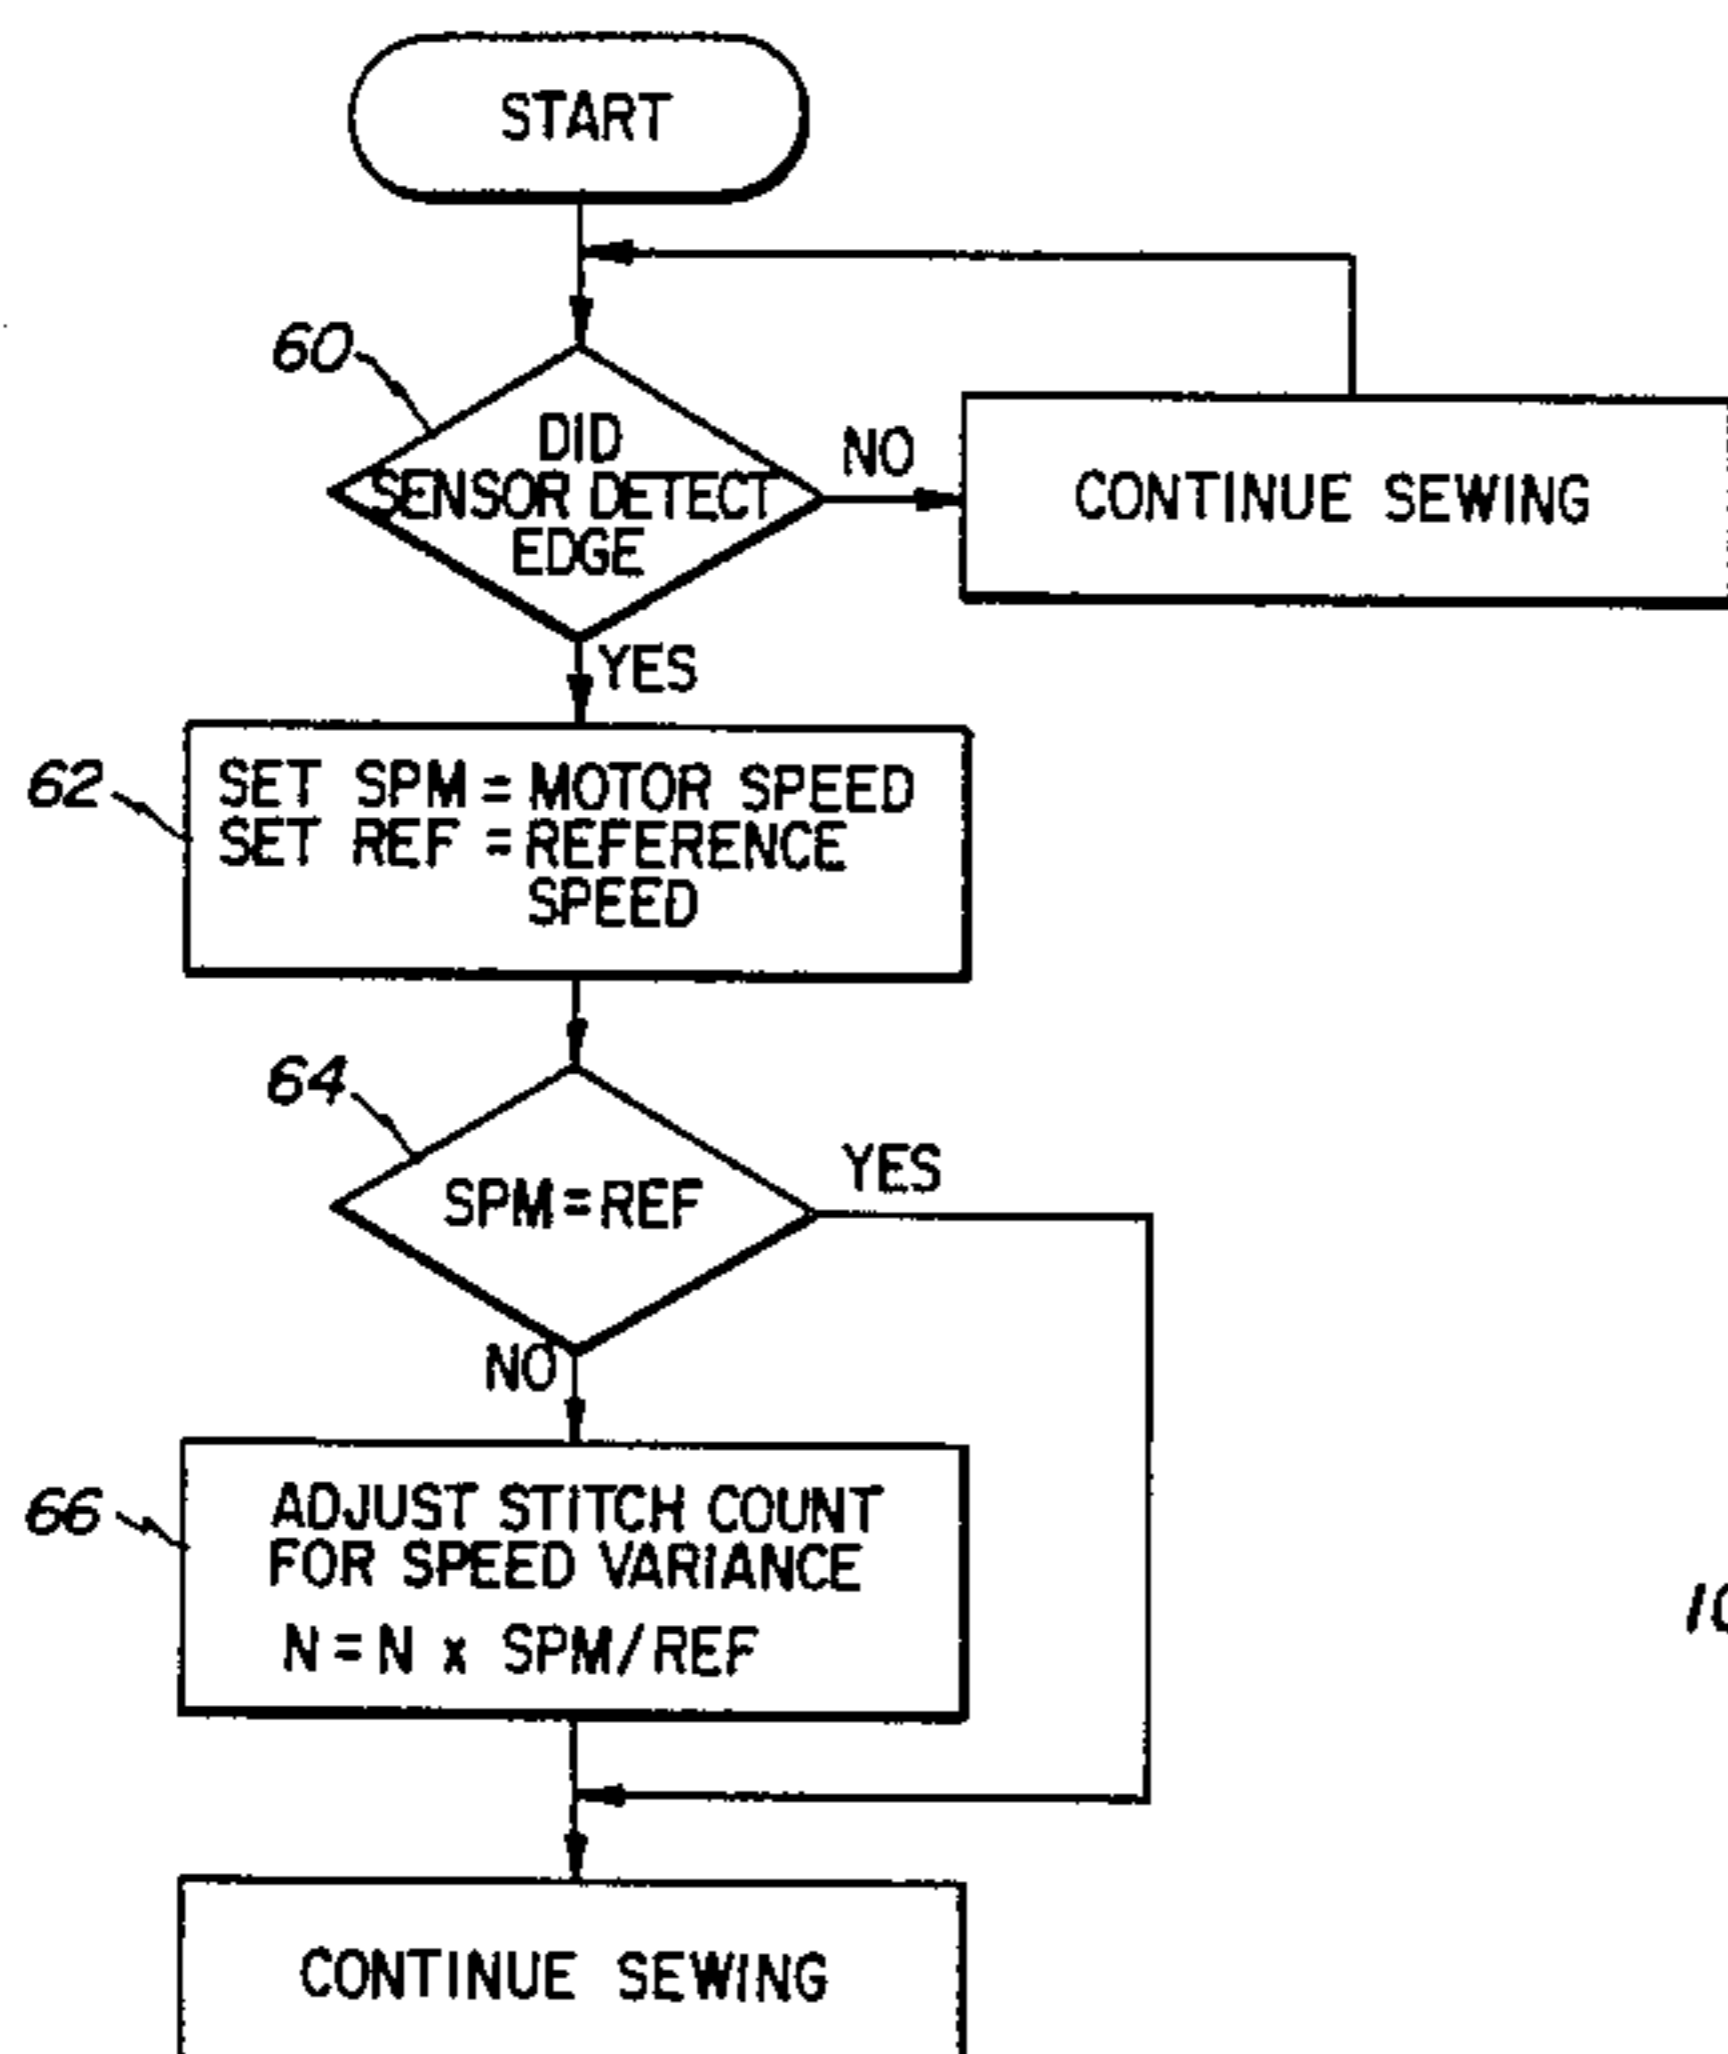 START
60
DID
SENSOR DETECT
EDGE
NO
CONTINUE SEWING
YES
62
SET SPM = MOTOR SPEED
SET REF = REFERENCE
SPEED
64
SPM = REF
YES
NO
66
ADJUST STITCH COUNT
FOR SPEED VARIANCE
N = N x SPM/REF
CONTINUE SEWING